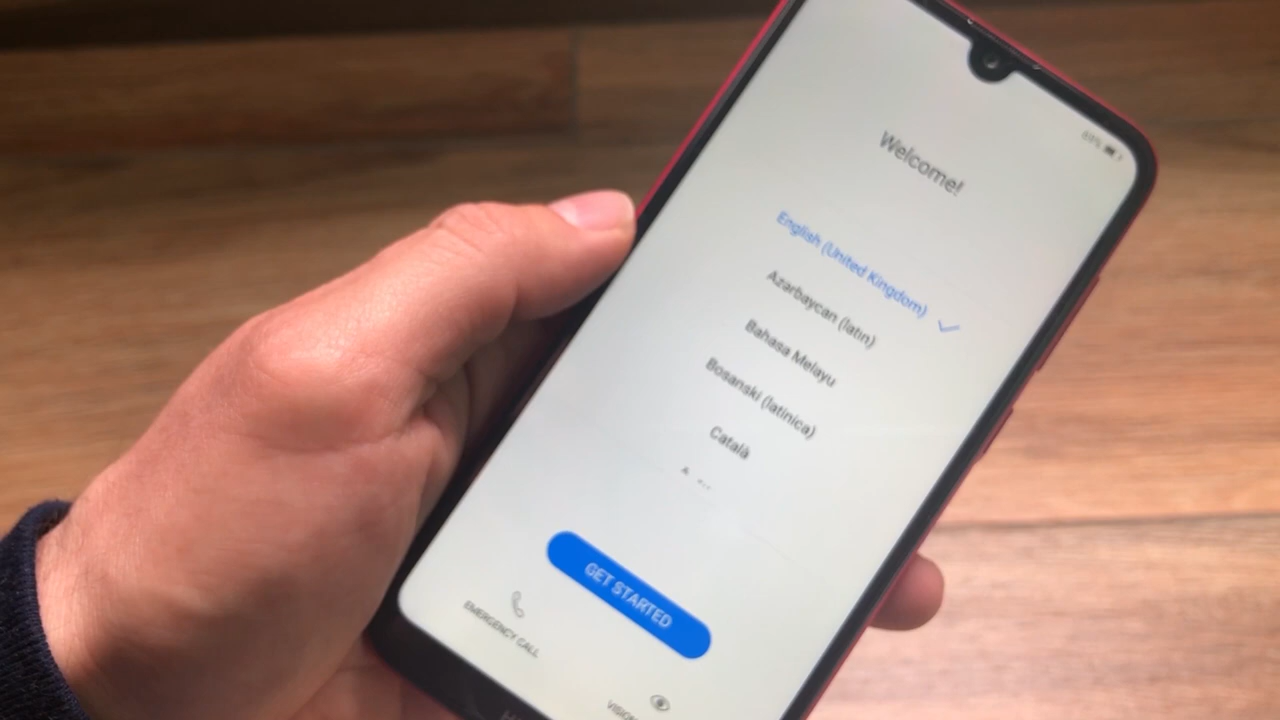 Welcome!
English (United Kingdom)
Azərbaycan (latın)
Bahasa Melayu
Bosanski (latinica)
Català
GET STARTED
EMERGENCY CALL